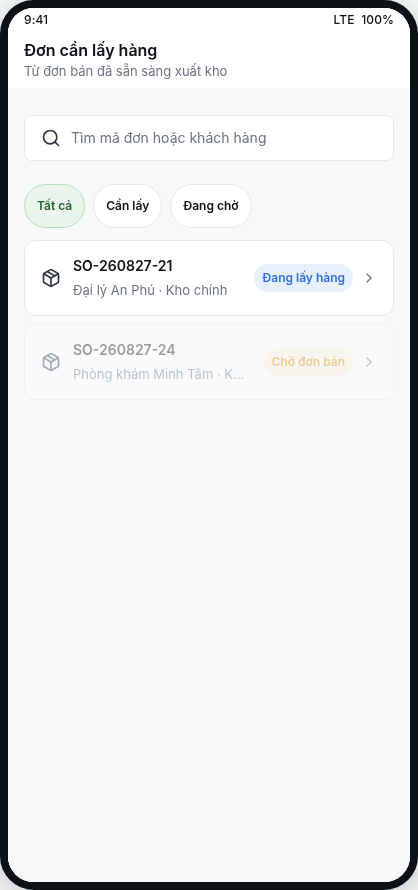 9:41
LTE 100%
Đơn cần lấy hàng
Từ đơn bán đã sẵn sàng xuất kho
Tìm mã đơn hoặc khách hàng
Tất cả
Cần lấy
Đang chờ
SO-260827-21
Đại lý An Phú · Kho chính
Đang lấy hàng
SO-260827-24
Phòng khám Minh Tâm · K...
Chờ đơn bán